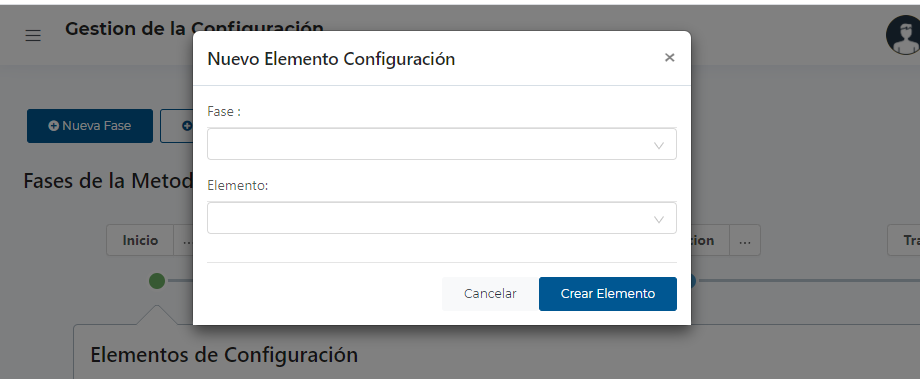 Gestion de la Configuración
Nuevo Elemento Configuración
×
Fase :
Nueva Fase
Fases de la Metod
Elemento:
Inicio
...
cion
...
Tra
Cancelar
Crear Elemento
Elementos de Configuración